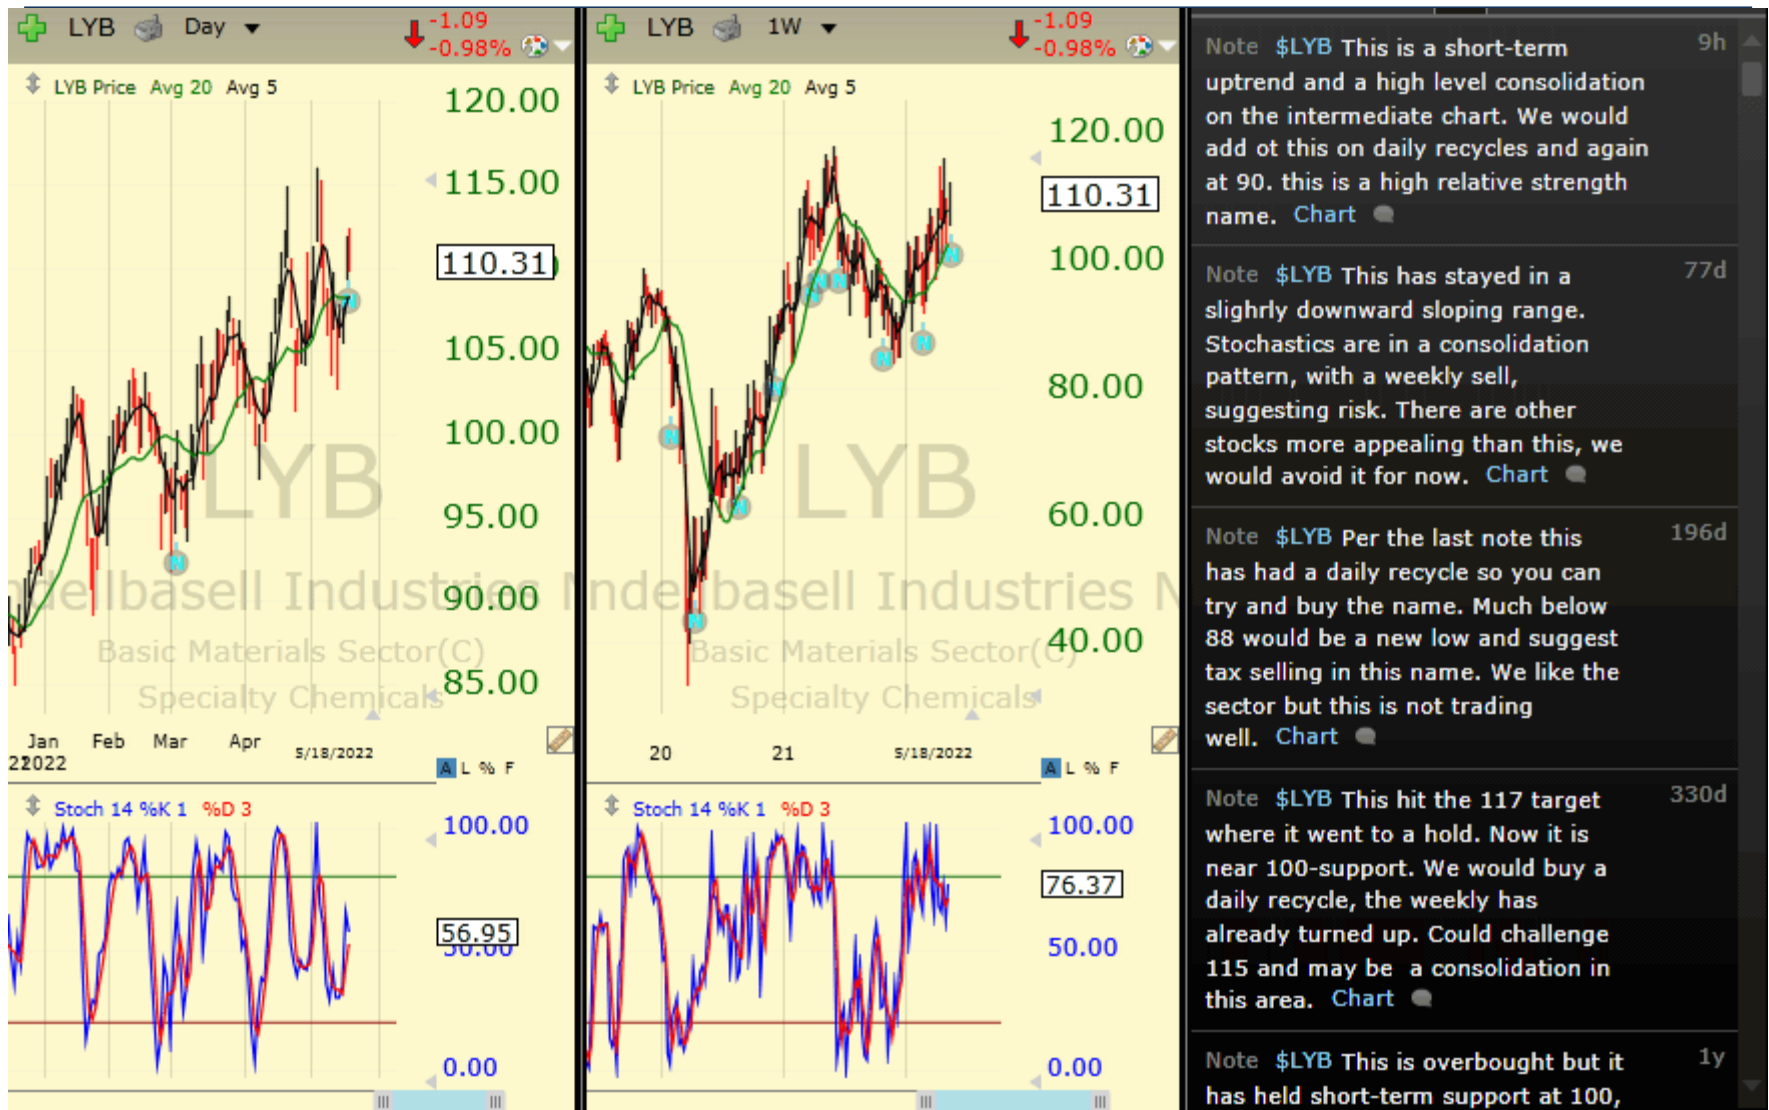 LYB Day -1.09
-0.98%
LYB Price Avg 20 Avg 5
120.00
115.00
110.31
105.00
100.00
LYB
95.00
ndellbasell Industries N
90.00
Basic Materials Sector(C)
85.00
Specialty Chemicals
Jan Feb Mar Apr 5/18/2022
2022
A L % F
Stoch 14 %K 1 %D 3
100.00
56.95
50.00
0.00
LYB 1W -1.09
-0.98%
LYB Price Avg 20 Avg 5
120.00
110.31
100.00
80.00
LYB
60.00
ndellbasell Industries N
40.00
Basic Materials Sector(C)
Specialty Chemicals
20 21 5/18/2022
A L % F
Stoch 14 %K 1 %D 3
100.00
76.37
50.00
0.00
Note $LYB This is a short-term 9h
uptrend and a high level consolidation
on the intermediate chart. We would
add ot this on daily recycles and again
at 90. this is a high relative strength
name. Chart
Note $LYB This has stayed in a 77d
slighrly downward sloping range.
Stochastics are in a consolidation
pattern, with a weekly sell,
suggesting risk. There are other
stocks more appealing than this, we
would avoid it for now. Chart
Note $LYB Per the last note this 196d
has had a daily recycle so you can
try and buy the name. Much below
88 would be a new low and suggest
tax selling in this name. We like the
sector but this is not trading
well. Chart
Note $LYB This hit the 117 target 330d
where it went to a hold. Now it is
near 100-support. We would buy a
daily recycle, the weekly has
already turned up. Could challenge
115 and may be a consolidation in
this area. Chart
Note $LYB This is overbought but it 1y
has held short-term support at 100,